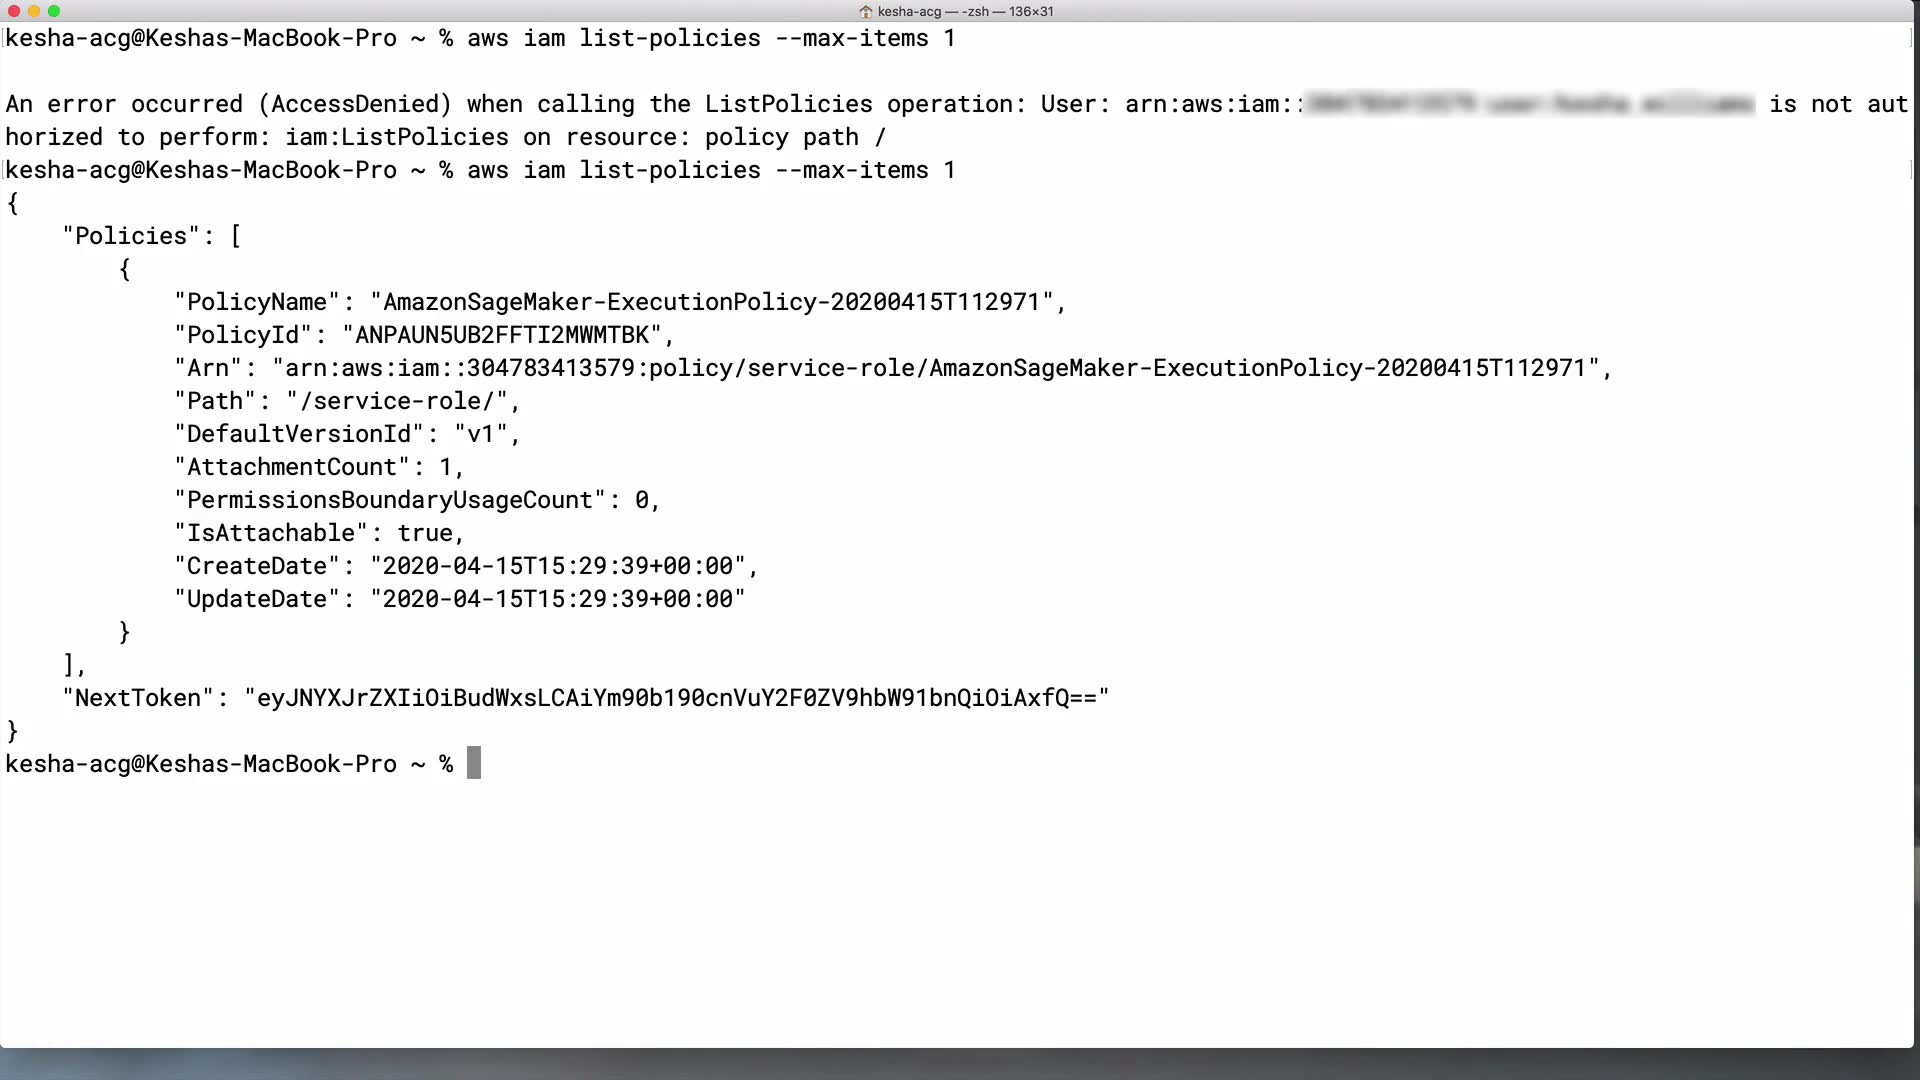 kesha-acg — -zsh — 136×31
kesha-acg@Keshas-MacBook-Pro ~ % aws iam list-policies --max-items 1
An error occurred (AccessDenied) when calling the ListPolicies operation: User: arn:aws:iam:: is not aut
horized to perform: iam:ListPolicies on resource: policy path /
kesha-acg@Keshas-MacBook-Pro ~ % aws iam list-policies --max-items 1
{
    "Policies": [
        {
            "PolicyName": "AmazonSageMaker-ExecutionPolicy-20200415T112971",
            "PolicyId": "ANPAUN5UB2FFTI2MWMTBK",
            "Arn": "arn:aws:iam::304783413579:policy/service-role/AmazonSageMaker-ExecutionPolicy-20200415T112971",
            "Path": "/service-role/",
            "DefaultVersionId": "v1",
            "AttachmentCount": 1,
            "PermissionsBoundaryUsageCount": 0,
            "IsAttachable": true,
            "CreateDate": "2020-04-15T15:29:39+00:00",
            "UpdateDate": "2020-04-15T15:29:39+00:00"
        }
    ],
    "NextToken": "eyJNYXJrZXIiOiBudWxsLCAiYm90b190cnVuY2F0ZV9hbW91bnQiOiAxfQ=="
}
kesha-acg@Keshas-MacBook-Pro ~ %